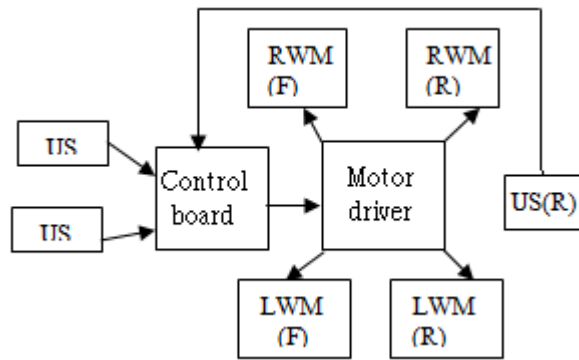 RWM
(F)
RWM
(R)
US
Control
board
Motor
driver
US(R)
US
LWM
(F)
LWM
(R)